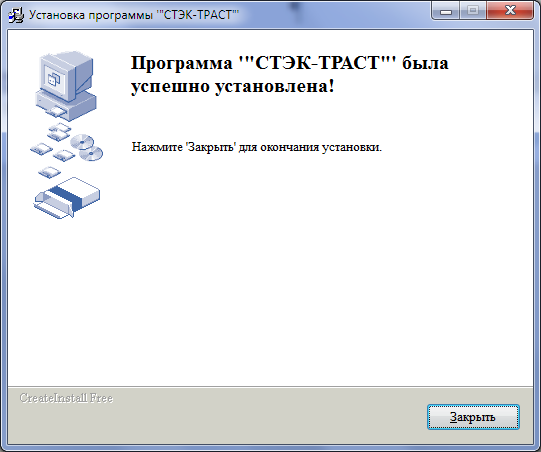 Установка программы '"СТЭК-ТРАСТ"'
Программа '"СТЭК-ТРАСТ"' была
успешно установлена!
Нажмите 'Закрыть' для окончания установки.
CreateInstall Free
Закрыть